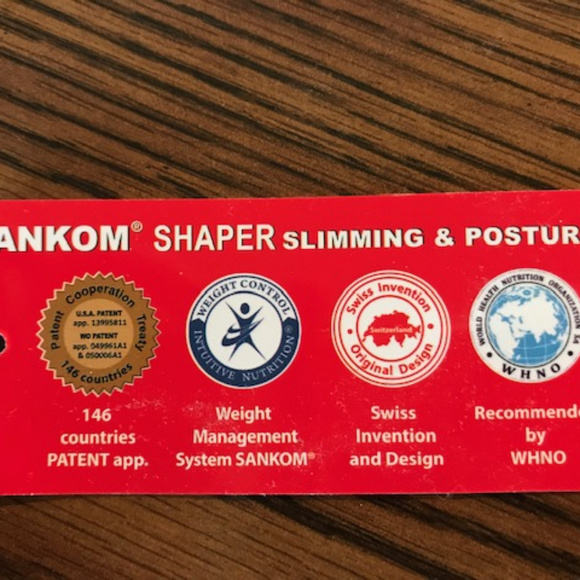 ANKOM® SHAPER SLIMMING & POSTUR
Patent Cooperation Treaty
U.S.A. PATENT
app. 13995811
WO PATENT
app. 049961A1
& 050006A1
146 countries
WEIGHT CONTROL
INTUITIVE NUTRITION®
Swiss Invention
Switzerland
Original Design
WORLD HEALTH NUTRITION ORGANIZATION
WHNO
146
countries
PATENT app.
Weight
Management
System SANKOM®
Swiss
Invention
and Design
Recommende
by
WHNO